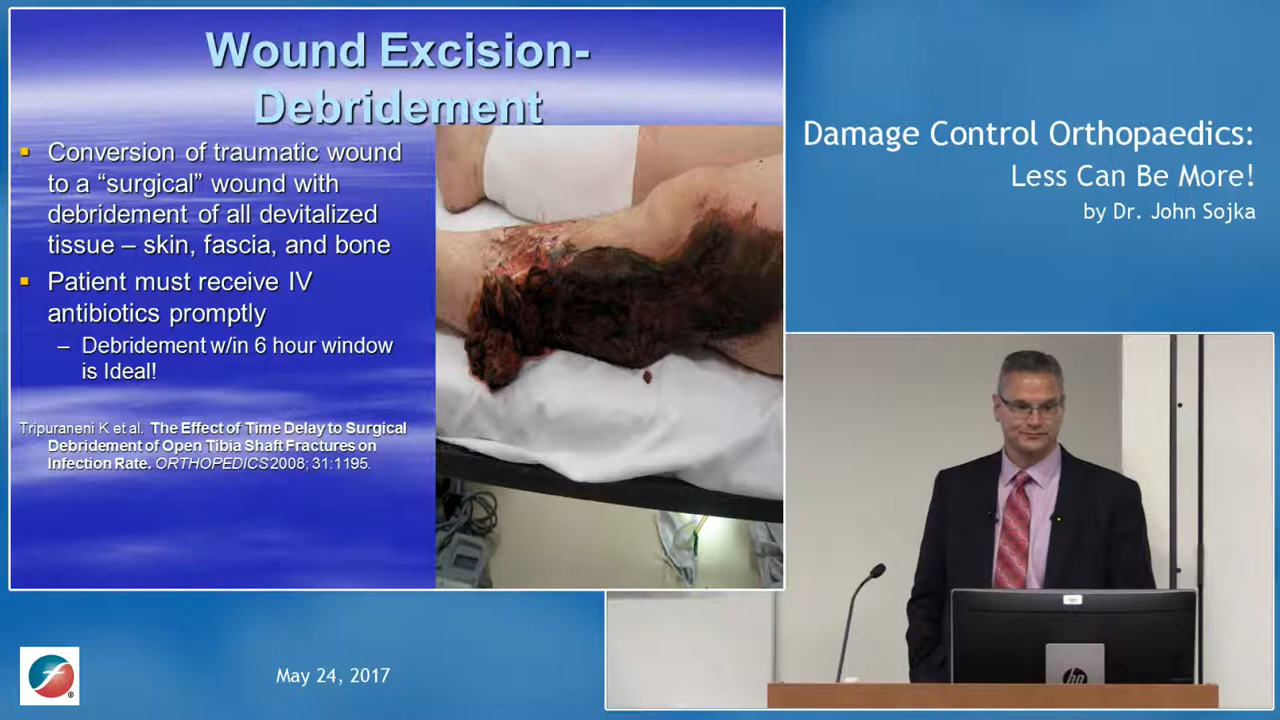 Wound Excision-
Debridement
Conversion of traumatic wound
to a “surgical” wound with
debridement of all devitalized
tissue – skin, fascia, and bone
Patient must receive IV
antibiotics promptly
– Debridement w/in 6 hour window
is Ideal!
Tripuraneni K et al. The Effect of Time Delay to Surgical
Debridement of Open Tibia Shaft Fractures on
Infection Rate. ORTHOPEDICS 2008; 31:1195.
Damage Control Orthopaedics:
Less Can Be More!
by Dr. John Sojka
hp
May 24, 2017
f ®